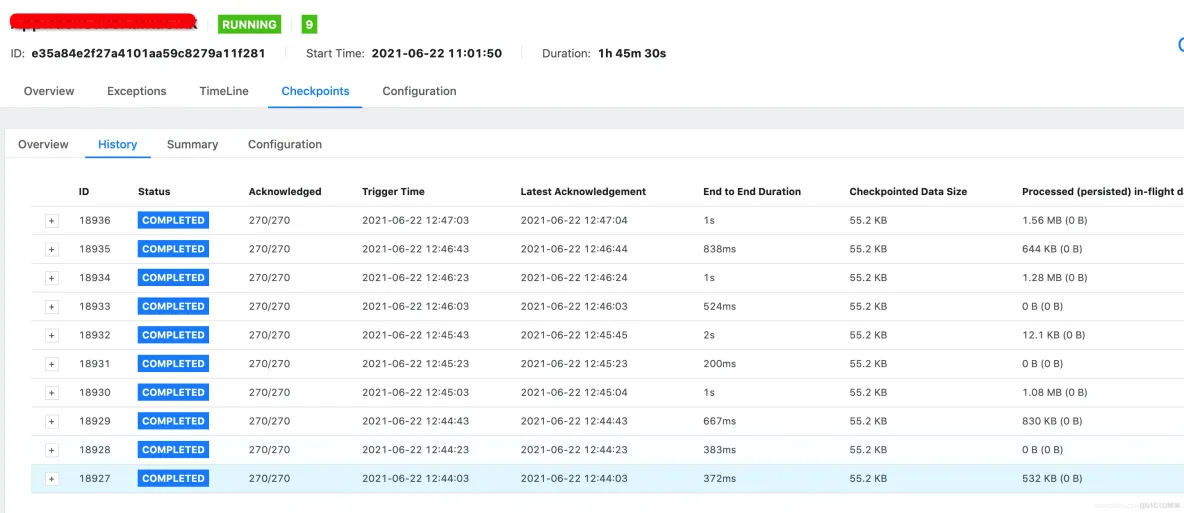 RUNNING 9
ID: e35a84e2f27a4101aa59c8279a11f281 Start Time: 2021-06-22 11:01:50 Duration: 1h 45m 30s
Overview Exceptions TimeLine Checkpoints Configuration
Overview History Summary Configuration
ID Status Acknowledged Trigger Time Latest Acknowledgement End to End Duration Checkpointed Data Size Processed (persisted) in-flight d
+ 18936 COMPLETED 270/270 2021-06-22 12:47:03 2021-06-22 12:47:04 1s 55.2 KB 1.56 MB (0 B)
+ 18935 COMPLETED 270/270 2021-06-22 12:46:43 2021-06-22 12:46:44 838ms 55.2 KB 644 KB (0 B)
+ 18934 COMPLETED 270/270 2021-06-22 12:46:23 2021-06-22 12:46:24 1s 55.2 KB 1.28 MB (0 B)
+ 18933 COMPLETED 270/270 2021-06-22 12:46:03 2021-06-22 12:46:03 524ms 55.2 KB 0 B (0 B)
+ 18932 COMPLETED 270/270 2021-06-22 12:45:43 2021-06-22 12:45:45 2s 55.2 KB 12.1 KB (0 B)
+ 18931 COMPLETED 270/270 2021-06-22 12:45:23 2021-06-22 12:45:23 200ms 55.2 KB 0 B (0 B)
+ 18930 COMPLETED 270/270 2021-06-22 12:45:03 2021-06-22 12:45:04 1s 55.2 KB 1.08 MB (0 B)
+ 18929 COMPLETED 270/270 2021-06-22 12:44:43 2021-06-22 12:44:43 667ms 55.2 KB 830 KB (0 B)
+ 18928 COMPLETED 270/270 2021-06-22 12:44:23 2021-06-22 12:44:23 383ms 55.2 KB 0 B (0 B)
+ 18927 COMPLETED 270/270 2021-06-22 12:44:03 2021-06-22 12:44:03 372ms 55.2 KB 532 KB (0 B)